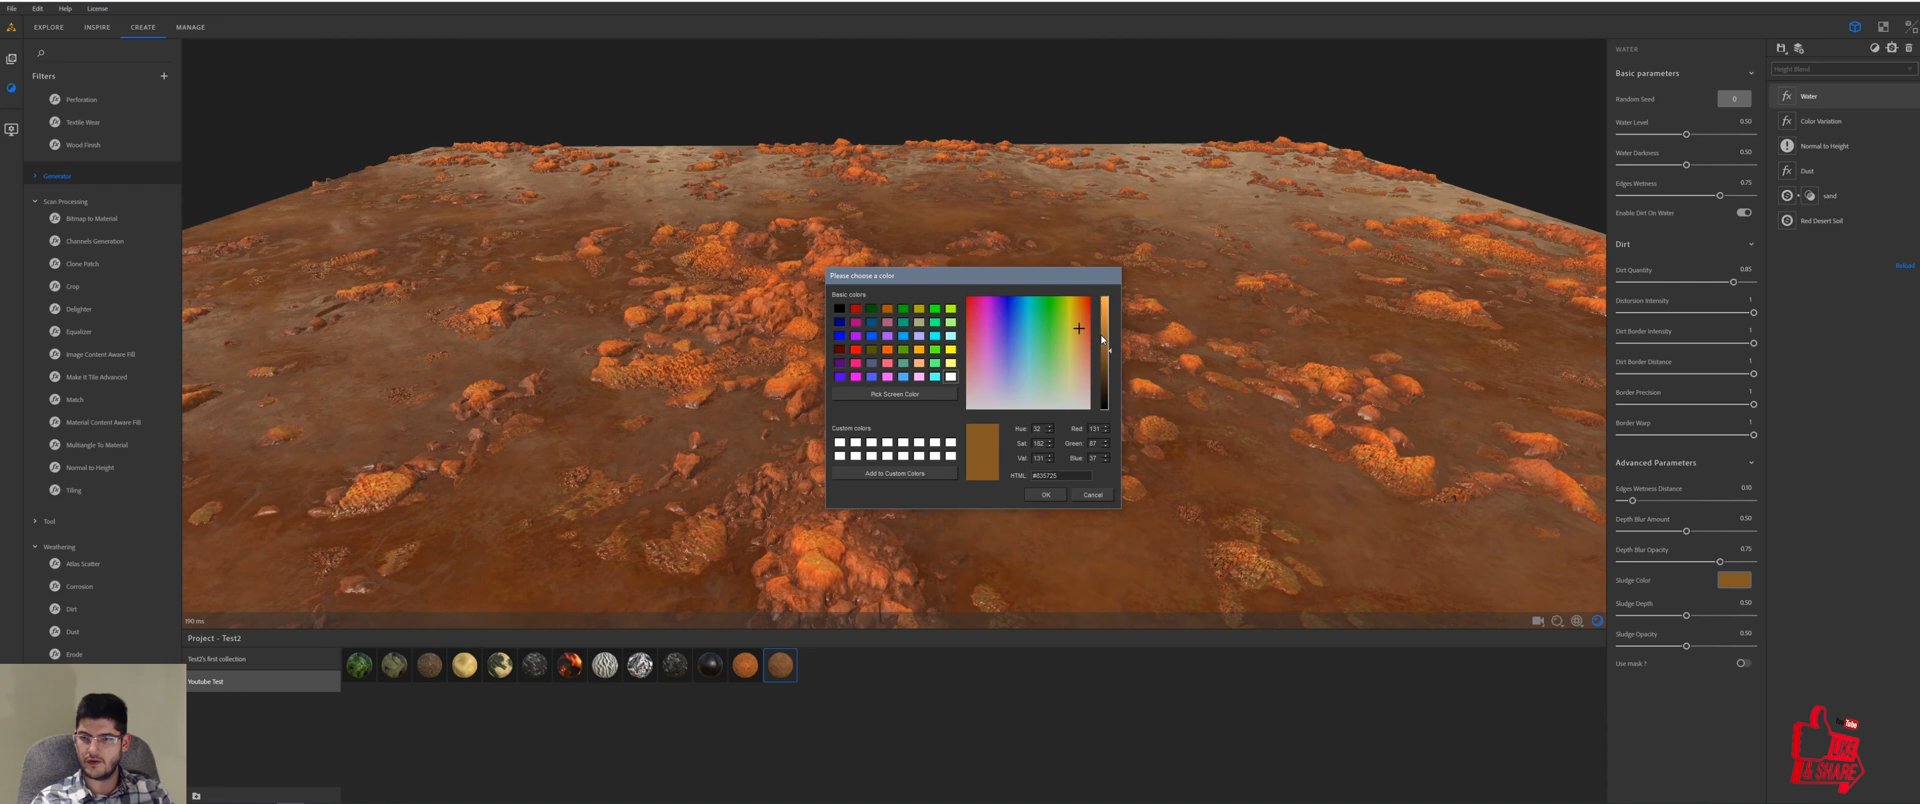 File Edit Help License
EXPLORE INSPIRE CREATE MANAGE
Filters
Perforation
Textile Wear
Wood Finish
Generator
Scan Processing
Bitmap to Material
Channels Generation
Clone Patch
Crop
Delighter
Equalizer
Image Content Aware Fill
Make It Tile Advanced
Match
Material Content Aware Fill
Multiangle To Material
Normal to Height
Tiling
Tool
Weathering
Atlas Scatter
Corrosion
Dirt
Dust
Erode
190 ms
Project - Test2
Test2's first collection
Youtube Test
Please choose a color
Basic colors
Pick Screen Color
Custom colors
Add to Custom Colors
Hue: 32 Red: 131
Sat: 182 Green: 87
Val: 131 Blue: 37
HTML: #835725
OK Cancel
WATER
Basic parameters
Random Seed 0
Water Level 0.50
Water Darkness 0.50
Edges Wetness 0.75
Enable Dirt On Water
Dirt
Dirt Quantity 0.85
Distorsion Intensity 1
Dirt Border Intensity 1
Dirt Border Distance 1
Border Precision 1
Border Warp 1
Advanced Parameters
Edges Wetness Distance 0.10
Depth Blur Amount 0.50
Depth Blur Opacity 0.75
Sludge Color
Sludge Depth 0.50
Sludge Opacity 0.50
Use mask ?
Height Blend
Water
Color Variation
Normal to Height
Dust
sand
Red Desert Soil
Reload
You Tube
LIKE
& SHARE